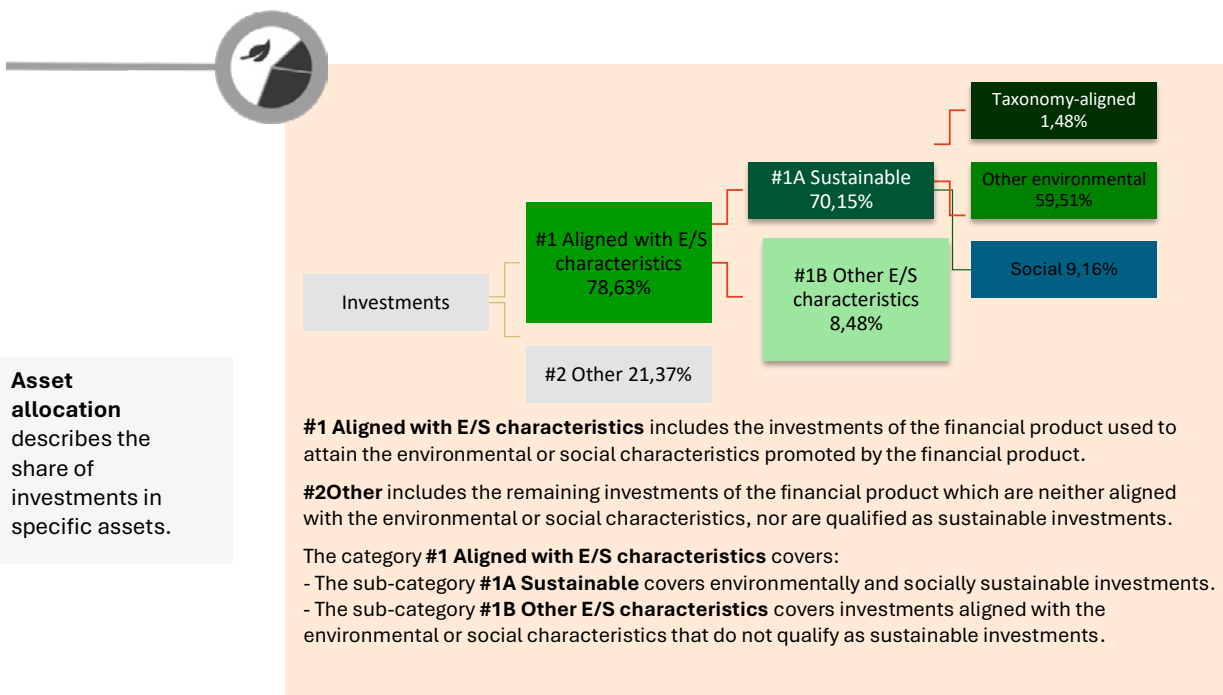 Taxonomy-aligned
1,48%
#1A Sustainable
70,15%
Other environmental
59,51%
#1 Aligned with E/S
characteristics
78,63%
#1B Other E/S
characteristics
8,48%
Social 9,16%
Investments
#2 Other 21,37%
Asset
allocation
describes the
share of
investments in
specific assets.
#1 Aligned with E/S characteristics includes the investments of the financial product used to
attain the environmental or social characteristics promoted by the financial product.
#2Other includes the remaining investments of the financial product which are neither aligned
with the environmental or social characteristics, nor are qualified as sustainable investments.
The category #1 Aligned with E/S characteristics covers:
- The sub-category #1A Sustainable covers environmentally and socially sustainable investments.
- The sub-category #1B Other E/S characteristics covers investments aligned with the
environmental or social characteristics that do not qualify as sustainable investments.